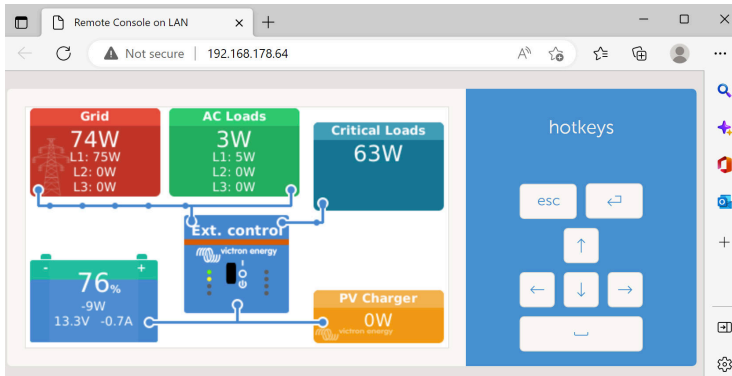 Remote Console on LAN
Not secure 192.168.178.64
Grid
74W
L1: 75W
L2: 0W
L3: 0W
AC Loads
3W
L1: 5W
L2: 0W
L3: 0W
Critical Loads
63W
Ext. control
victron energy
I
O
- +
76%
-9W
13.3V -0.7A
PV Charger
0W
victron energy
hotkeys
esc